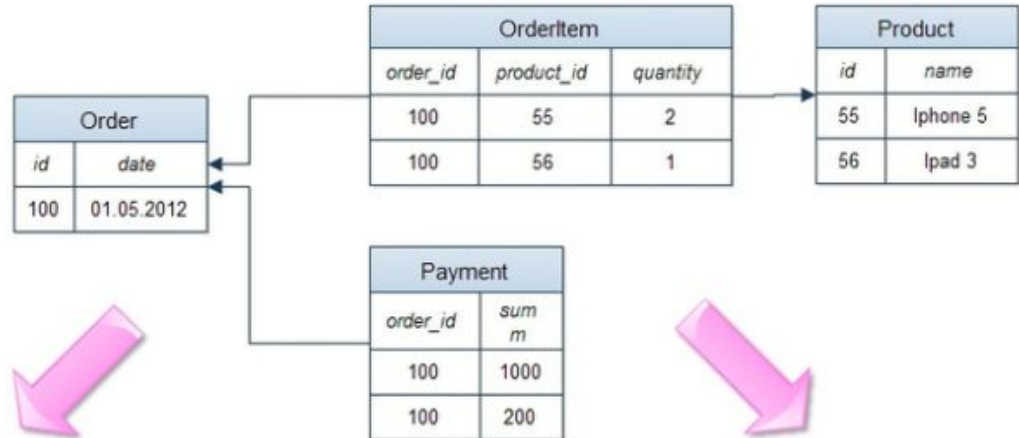 OrderItem
order_id product_id quantity
100 55 2
100 56 1
Product
id name
55 Iphone 5
56 Ipad 3
Order
id date
100 01.05.2012
Payment
order_id sum
m
100 1000
100 200